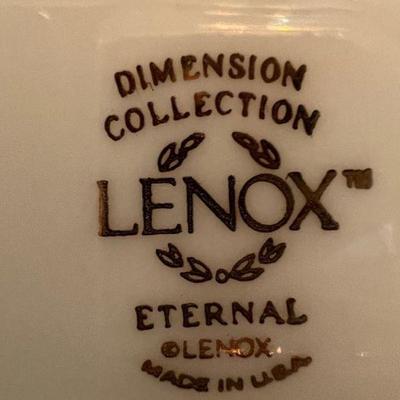 DIMENSION
COLLECTION
LENOX™
ETERNAL
©LENOX
MADE IN U.S.A.